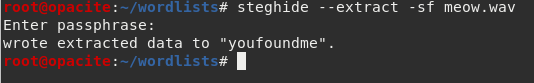 root@opacite:~/wordlists# steghide --extract -sf meow.wav
Enter passphrase:
wrote extracted data to "youfoundme".
root@opacite:~/wordlists#